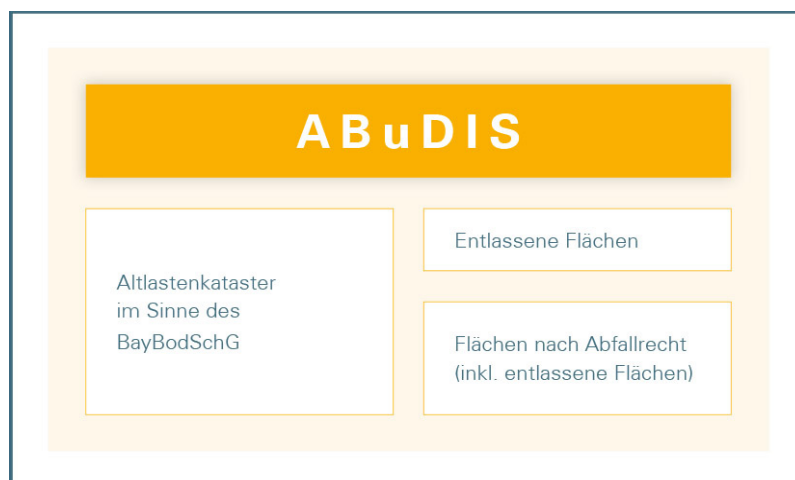 ABuDIS
Altlastenkataster
im Sinne des
BayBodSchG
Entlassene Flächen
Flächen nach Abfallrecht
(inkl. entlassene Flächen)